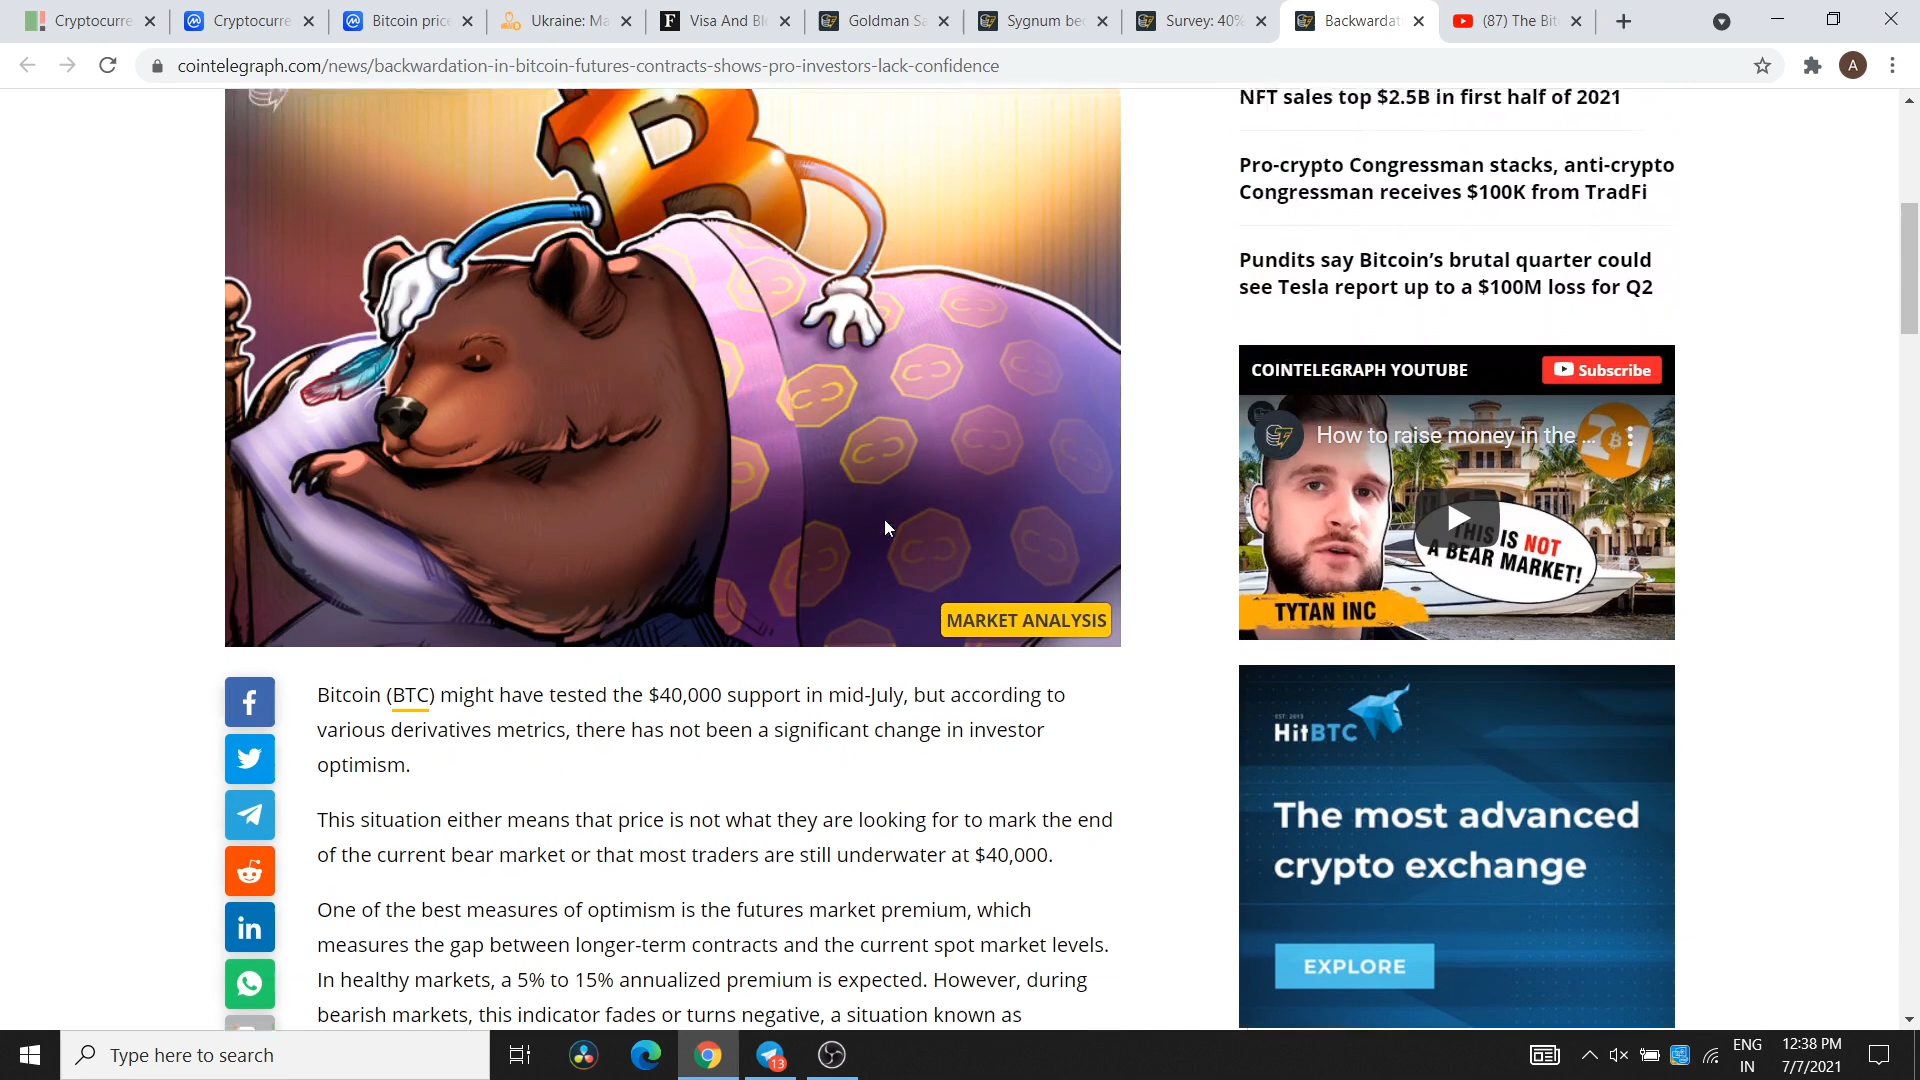 Cryptocurre
Cryptocurre
Bitcoin price
Ukraine: Ma
Visa And Bl
Goldman Sa
Sygnum bec
Survey: 40%
Backwardat
(87) The Bit
cointelegraph.com/news/backwardation-in-bitcoin-futures-contracts-shows-pro-investors-lack-confidence
A
MARKET ANALYSIS
Bitcoin (BTC) might have tested the $40,000 support in mid-July, but according to
various derivatives metrics, there has not been a significant change in investor
optimism.
This situation either means that price is not what they are looking for to mark the end
of the current bear market or that most traders are still underwater at $40,000.
One of the best measures of optimism is the futures market premium, which
measures the gap between longer-term contracts and the current spot market levels.
In healthy markets, a 5% to 15% annualized premium is expected. However, during
bearish markets, this indicator fades or turns negative, a situation known as
NFT sales top $2.5B in first half of 2021
Pro-crypto Congressman stacks, anti-crypto
Congressman receives $100K from TradFi
Pundits say Bitcoin's brutal quarter could
see Tesla report up to a $100M loss for Q2
COINTELEGRAPH YOUTUBE
Subscribe
How to raise money in the ...
THIS IS NOT
A BEAR MARKET!
TYTAN INC
EST. 2013
HitBTC
The most advanced
crypto exchange
EXPLORE
Type here to search
13
ENG
IN
12:38 PM
7/7/2021